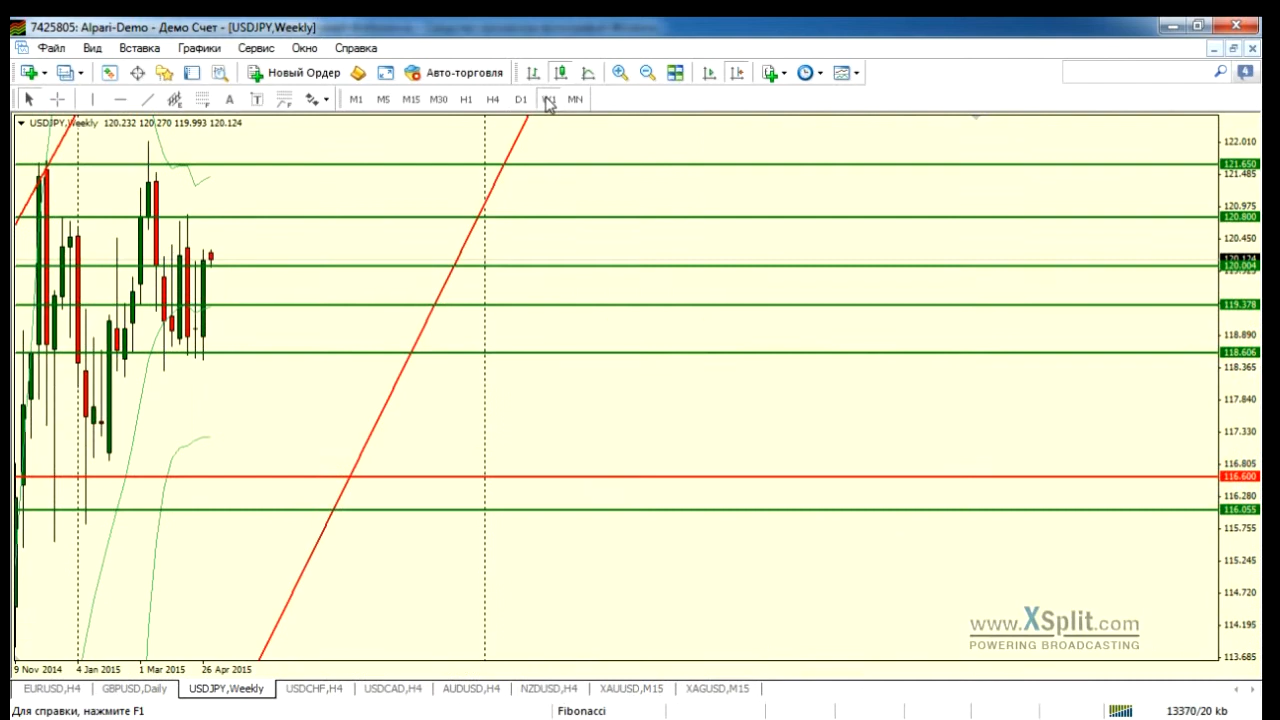 7425805: Alpari-Demo - Демо Счет - [USDJPY,Weekly]
Файл Вид Вставка Графики Сервис Окно Справка
Новый Ордер Авто-торговля 4
A T M1 M5 M15 M30 H1 H4 D1 MN
USDJPY,Weekly 120.232 120.270 119.993 120.124
122.010
121.650
121.485
120.975
120.800
120.450
120.124
120.004
119.378
118.890
118.606
118.365
117.840
117.330
116.805
116.600
116.280
116.055
115.755
115.245
114.720
114.195
113.685
www.XSplit.com
POWERING BROADCASTING
9 Nov 2014 4 Jan 2015 1 Mar 2015 26 Apr 2015
EURUSD,H4 GBPUSD,Daily USDJPY,Weekly USDCHF,H4 USDCAD,H4 AUDUSD,H4 NZDUSD,H4 XAUUSD,M15 XAGUSD,M15
Для справки, нажмите F1 Fibonacci 13370/20 kb